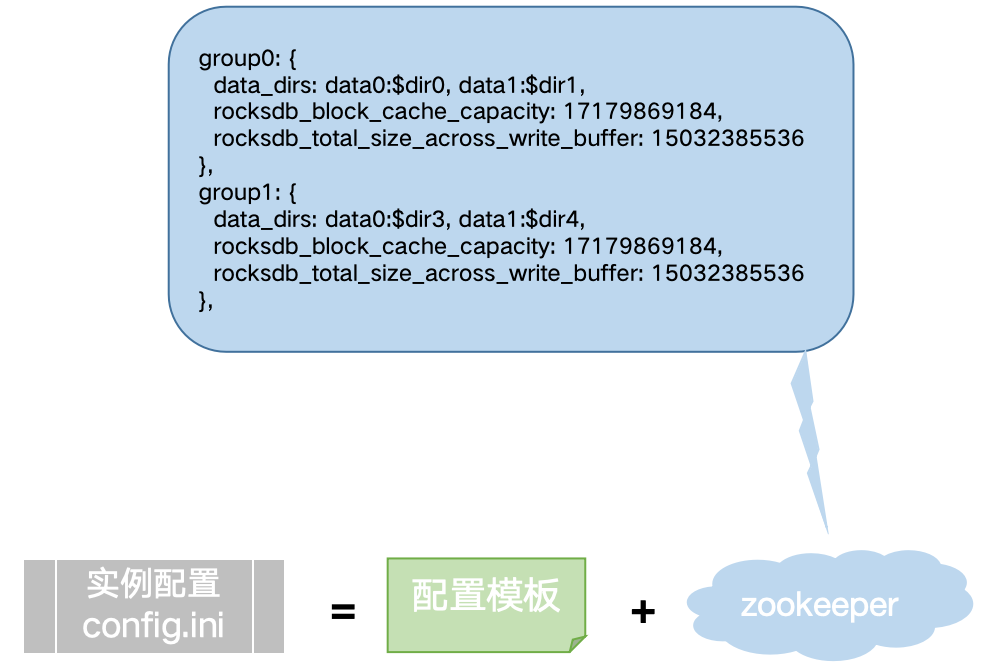 group0: {
data_dirs: data0:$dir0, data1:$dir1,
rocksdb_block_cache_capacity: 17179869184,
rocksdb_total_size_across_write_buffer: 15032385536
},
group1: {
data_dirs: data0:$dir3, data1:$dir4,
rocksdb_block_cache_capacity: 17179869184,
rocksdb_total_size_across_write_buffer: 15032385536
},
实例配置
config.ini
=
配置模板
+
zookeeper